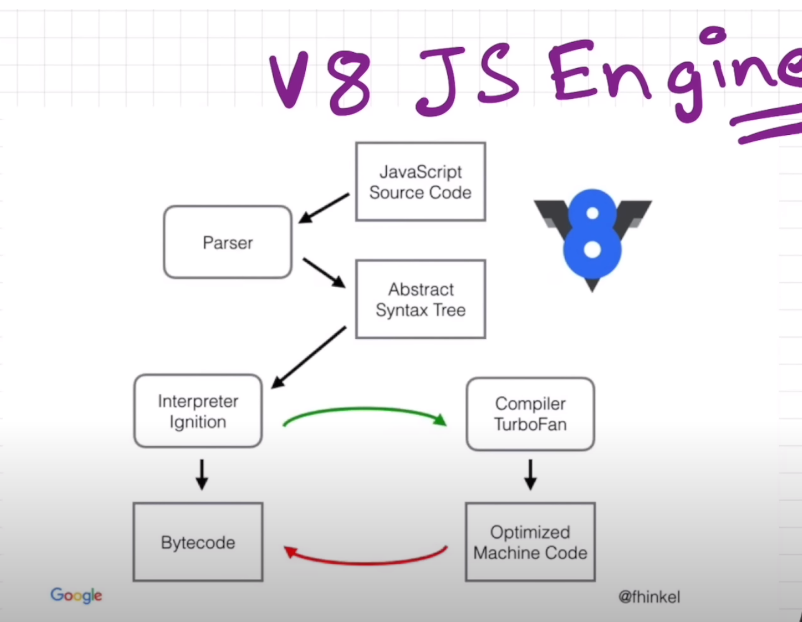 V8 JS Engine
JavaScript
Source Code
Parser
Abstract
Syntax Tree
Interpreter
Ignition
Compiler
TurboFan
Bytecode
Optimized
Machine Code
Google
@fhinkel